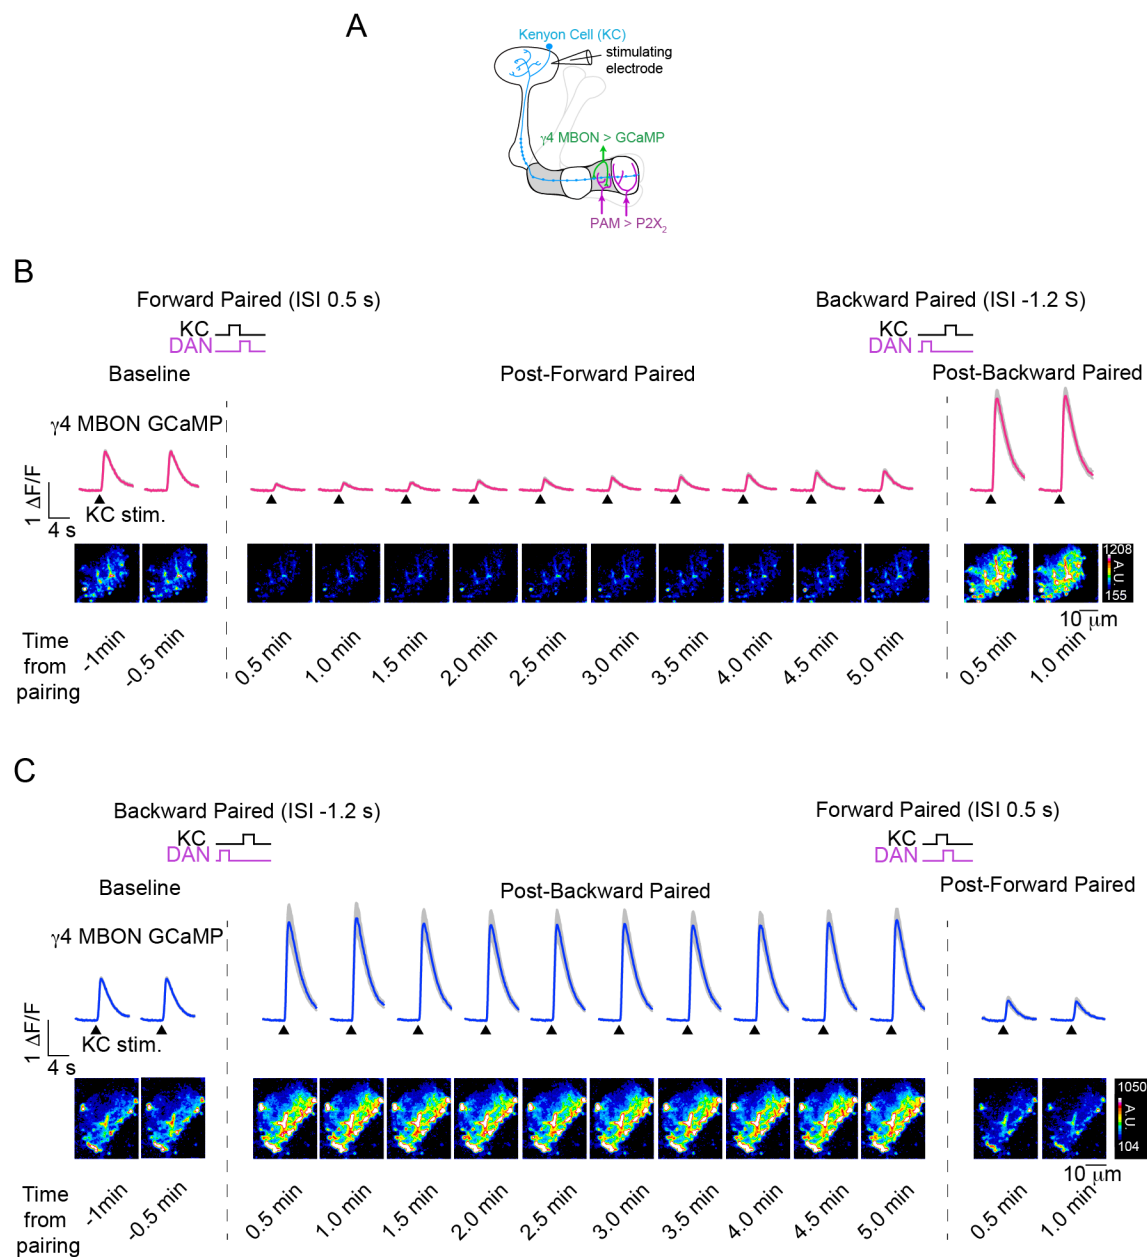 A
Kenyon Cell (KC)
stimulating
electrode
γ4 MBON > GCaMP
PAM > P2X2
B
Forward Paired (ISI 0.5 s)
Backward Paired (ISI -1.2 S)
KC
DAN
KC
DAN
Baseline
Post-Forward Paired
Post-Backward Paired
γ4 MBON GCaMP
1 ΔF/F
4 s
KC stim.
1208
A.U.
155
10 μm
Time
from
pairing
-1min
-0.5 min
0.5 min
1.0 min
1.5 min
2.0 min
2.5 min
3.0 min
3.5 min
4.0 min
4.5 min
5.0 min
0.5 min
1.0 min
C
Backward Paired (ISI -1.2 s)
Forward Paired (ISI 0.5 s)
KC
DAN
KC
DAN
Baseline
Post-Backward Paired
Post-Forward Paired
γ4 MBON GCaMP
1 ΔF/F
4 s
KC stim.
1050
A.U.
104
10 μm
Time
from
pairing
-1min
-0.5 min
0.5 min
1.0 min
1.5 min
2.0 min
2.5 min
3.0 min
3.5 min
4.0 min
4.5 min
5.0 min
0.5 min
1.0 min